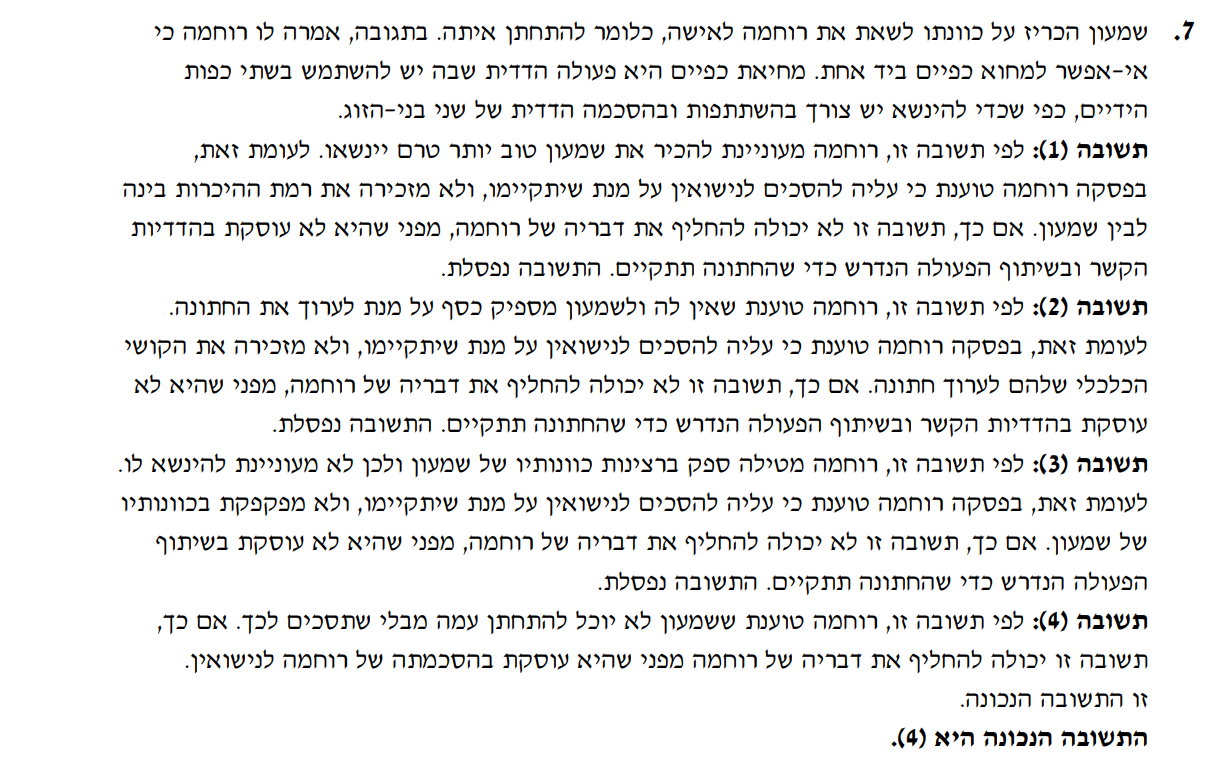 7. שמעון הכריז על כוונתו לשאת את רוחמה לאישה, כלומר להתחתן איתה. בתגובה, אמרה לו רוחמה כי
אי-אפשר למחוא כפיים ביד אחת. מחיאת כפיים היא פעולה הדדית שבה יש להשתמש בשתי כפות
הידיים, כפי שכדי להינשא יש צורך בהשתתפות ובהסכמה הדדית של שני בני-הזוג.
תשובה (1): לפי תשובה זו, רוחמה מעוניינת להכיר את שמעון טוב יותר טרם יינשאו. לעומת זאת,
בפסקה רוחמה טוענת כי עליה להסכים לנישואין על מנת שיתקיימו, ולא מזכירה את רמת ההיכרות בינה
לבין שמעון. אם כך, תשובה זו לא יכולה להחליף את דבריה של רוחמה, מפני שהיא לא עוסקת בהדדיות
הקשר ובשיתוף הפעולה הנדרש כדי שהחתונה תתקיים. התשובה נפסלת.
תשובה (2): לפי תשובה זו, רוחמה טוענת שאין לה ולשמעון מספיק כסף על מנת לערוך את החתונה.
לעומת זאת, בפסקה רוחמה טוענת כי עליה להסכים לנישואין על מנת שיתקיימו, ולא מזכירה את הקושי
הכלכלי שלהם לערוך חתונה. אם כך, תשובה זו לא יכולה להחליף את דבריה של רוחמה, מפני שהיא לא
עוסקת בהדדיות הקשר ובשיתוף הפעולה הנדרש כדי שהחתונה תתקיים. התשובה נפסלת.
תשובה (3): לפי תשובה זו, רוחמה מטילה ספק ברצינות כוונותיו של שמעון ולכן לא מעוניינת להינשא לו.
לעומת זאת, בפסקה רוחמה טוענת כי עליה להסכים לנישואין על מנת שיתקיימו, ולא מפקפקת בכוונותיו
של שמעון. אם כך, תשובה זו לא יכולה להחליף את דבריה של רוחמה, מפני שהיא לא עוסקת בשיתוף
הפעולה הנדרש כדי שהחתונה תתקיים. התשובה נפסלת.
תשובה (4): לפי תשובה זו, רוחמה טוענת ששמעון לא יוכל להתחתן עמה מבלי שתסכים לכך. אם כך,
תשובה זו יכולה להחליף את דבריה של רוחמה מפני שהיא עוסקת בהסכמתה של רוחמה לנישואין.
זו התשובה הנכונה.
התשובה הנכונה היא (4).